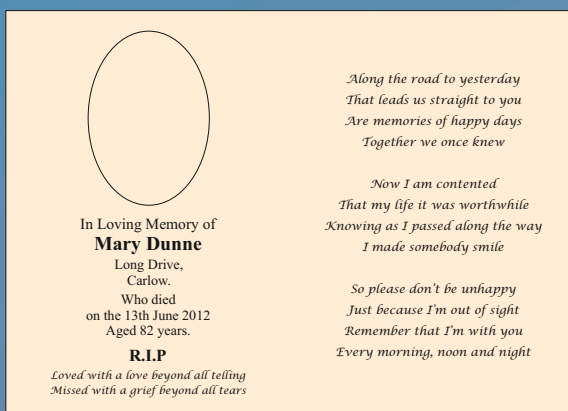 In Loving Memory of
Mary Dunne
Long Drive,
Carlow.
Who died
on the 13th June 2012
Aged 82 years.
R.I.P
Loved with a love beyond all telling
Missed with a grief beyond all tears
Along the road to yesterday
That leads us straight to you
Are memories of happy days
Together we once knew
Now I am contented
That my life it was worthwhile
Knowing as I passed along the way
I made somebody smile
So please don't be unhappy
Just because I'm out of sight
Remember that I'm with you
Every morning, noon and night